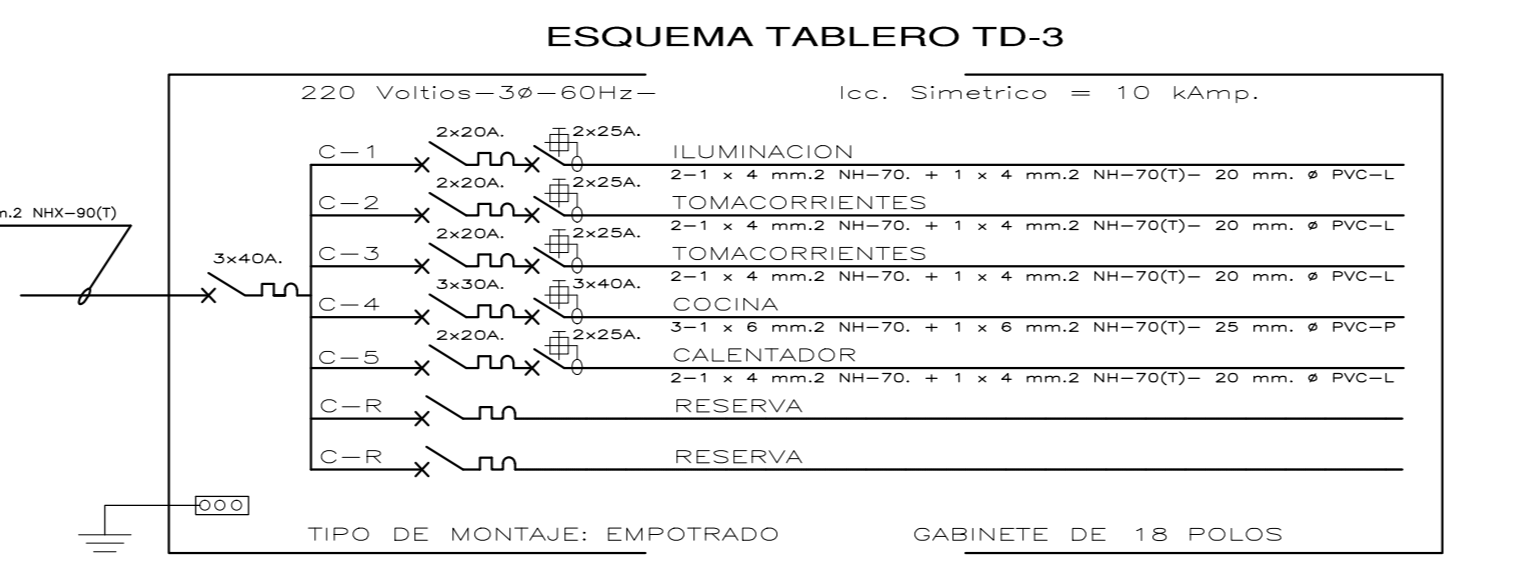 ESQUEMA TABLERO TD-3
220 Voltios-3ø-60Hz-
Icc. Simetrico = 10 kAmp.
C-1
2x20A.
2x25A.
ILUMINACION
2-1 x 4 mm.2 NH-70. + 1 x 4 mm.2 NH-70(T)- 20 mm. ø PVC-L
C-2
2x20A.
2x25A.
TOMACORRIENTES
2-1 x 4 mm.2 NH-70. + 1 x 4 mm.2 NH-70(T)- 20 mm. ø PVC-L
m.2 NHX-90(T)
C-3
2x20A.
2x25A.
TOMACORRIENTES
2-1 x 4 mm.2 NH-70. + 1 x 4 mm.2 NH-70(T)- 20 mm. ø PVC-L
3x40A.
C-4
3x30A.
3x40A.
COCINA
3-1 x 6 mm.2 NH-70. + 1 x 6 mm.2 NH-70(T)- 25 mm. ø PVC-P
C-5
2x20A.
2x25A.
CALENTADOR
2-1 x 4 mm.2 NH-70. + 1 x 4 mm.2 NH-70(T)- 20 mm. ø PVC-L
C-R
RESERVA
C-R
RESERVA
TIPO DE MONTAJE: EMPOTRADO
GABINETE DE 18 POLOS